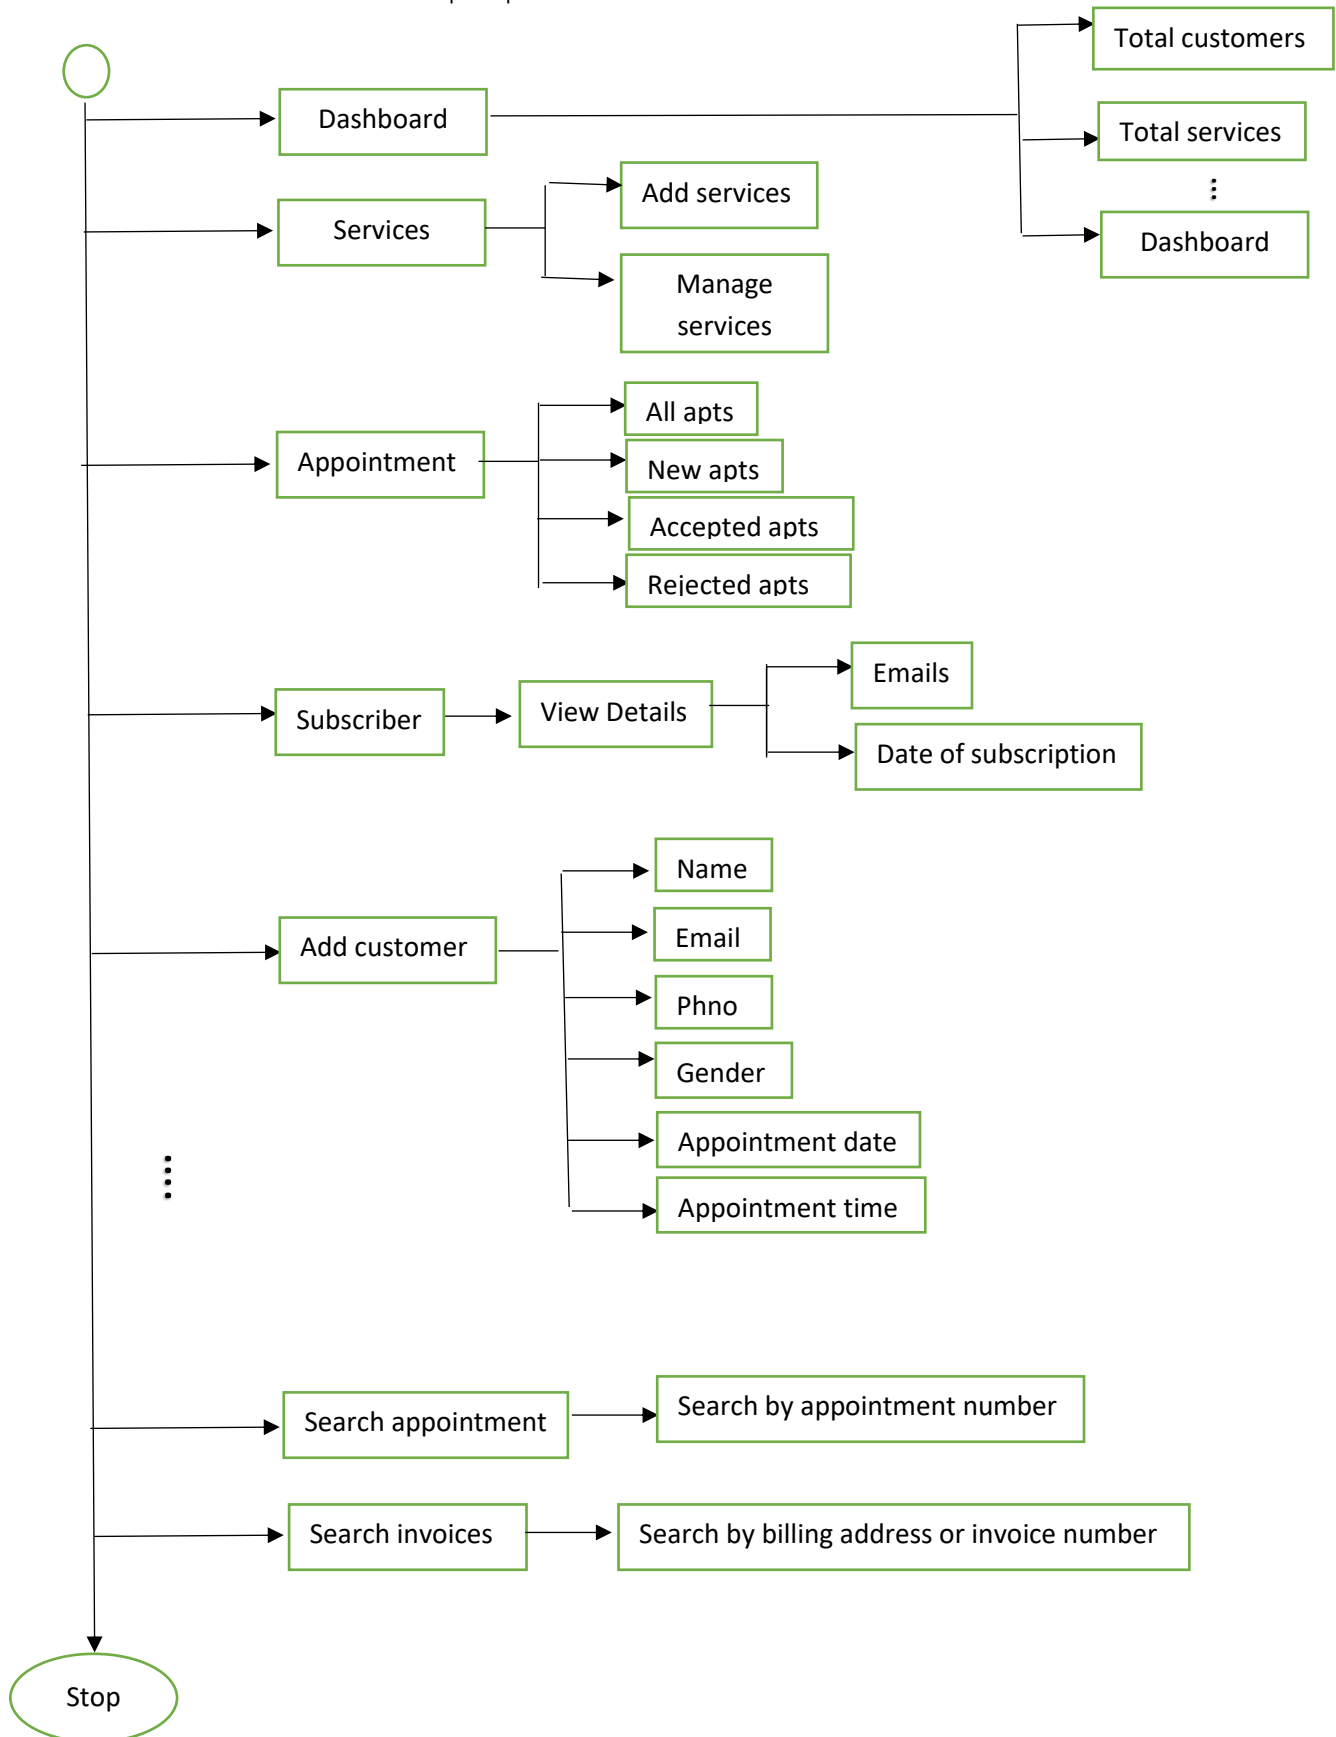 Total customers
Dashboard
Total services
Add services
Services
Dashboard
Manage
services
All apts
Appointment
New apts
Accepted apts
Rejected apts
Emails
Subscriber
View Details
Date of subscription
Name
Add customer
Email
Phno
Gender
Appointment date
Appointment time
Search appointment
Search by appointment number
Search invoices
Search by billing address or invoice number
Stop